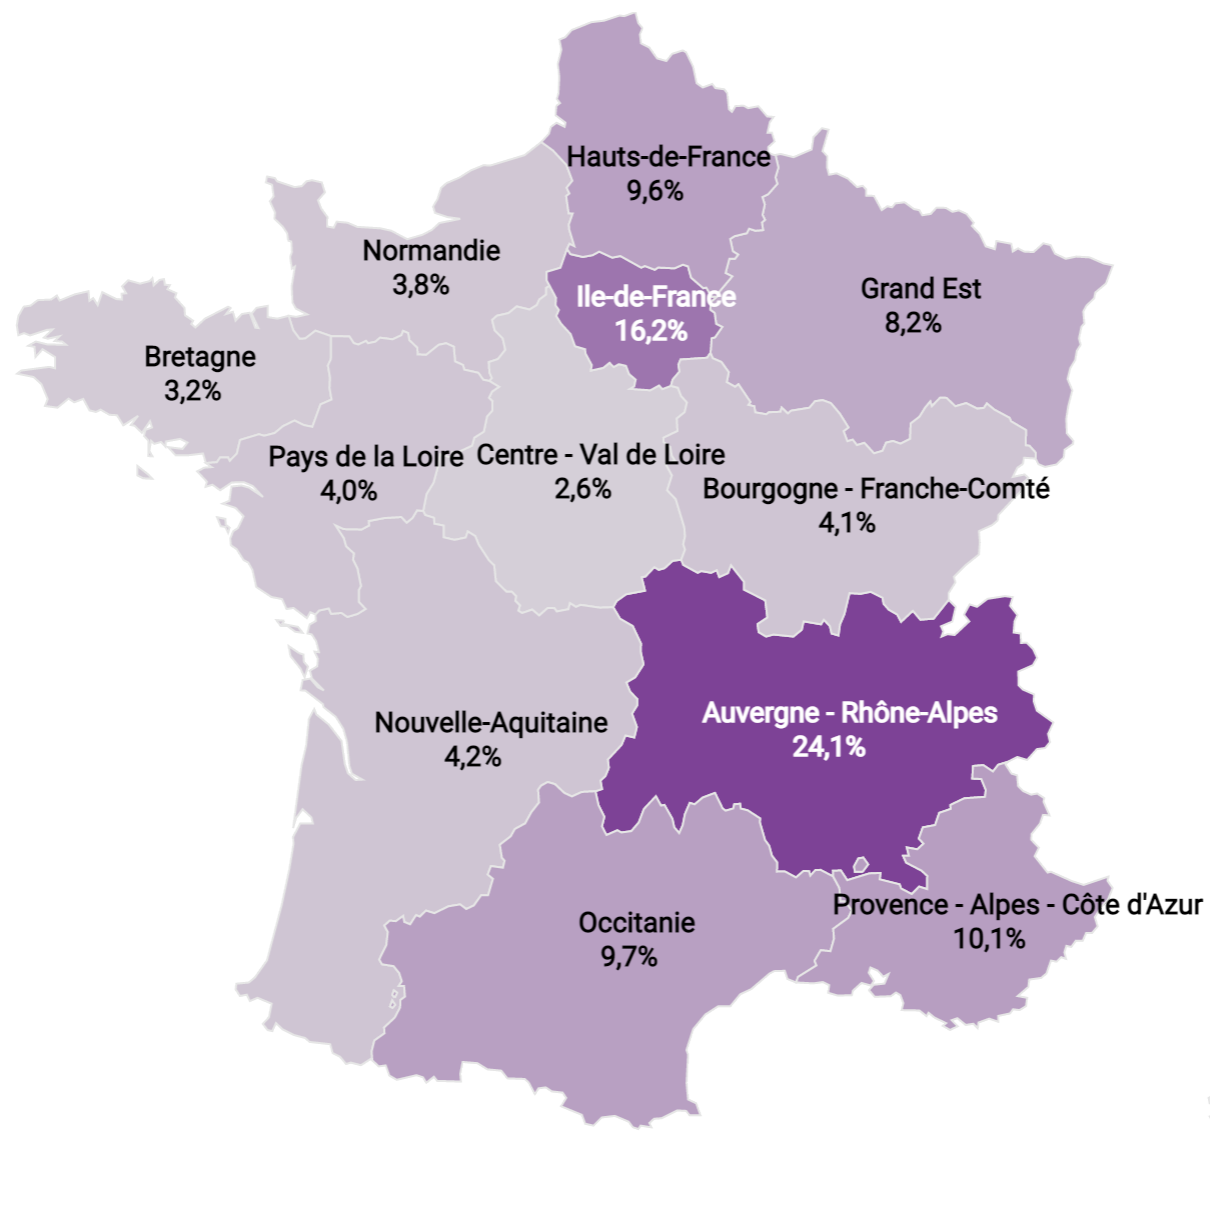 Hauts-de-France
9,6%
Normandie
3,8%
Ile-de-France
16,2%
Grand Est
8,2%
Bretagne
3,2%
Pays de la Loire
4,0%
Centre - Val de Loire
2,6%
Bourgogne - Franche-Comté
4,1%
Nouvelle-Aquitaine
4,2%
Auvergne - Rhône-Alpes
24,1%
Occitanie
9,7%
Provence - Alpes - Côte d'Azur
10,1%